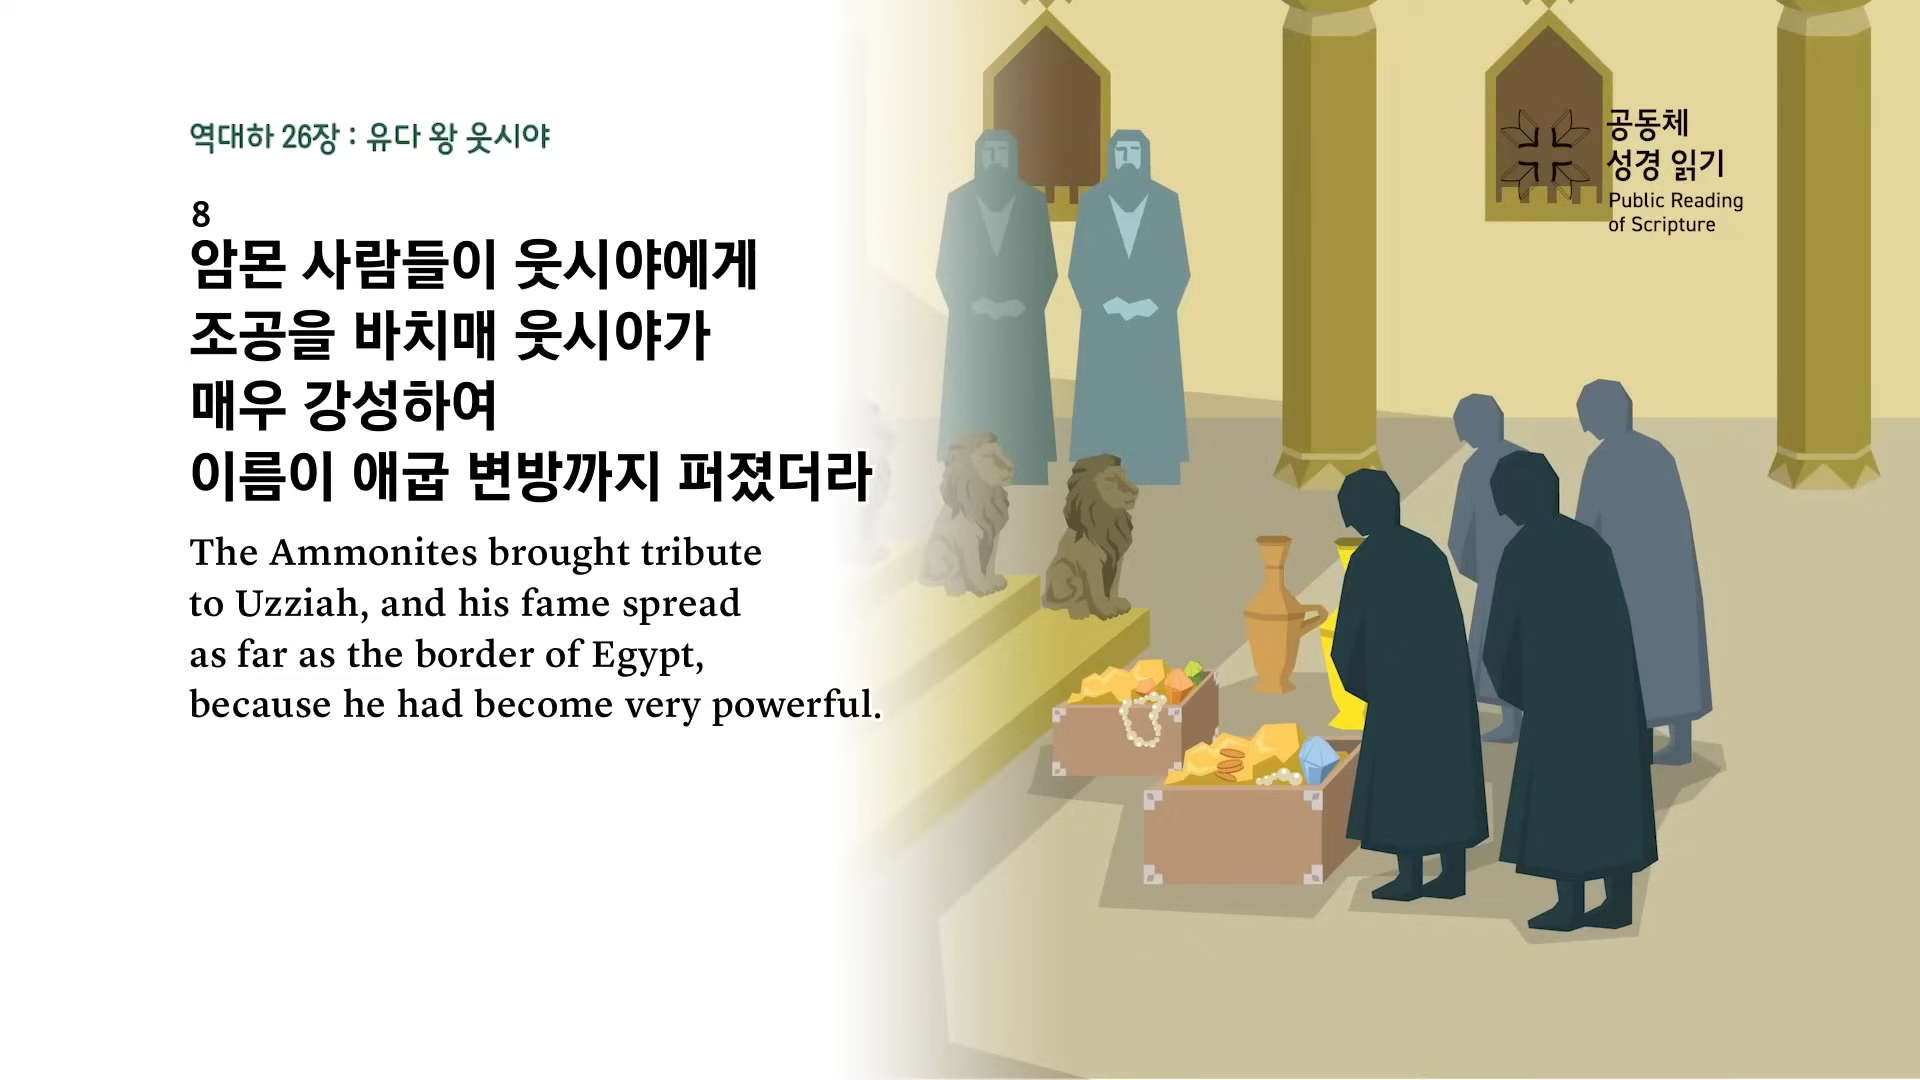 역대하 26장 : 유다 왕 웃시야
8
암몬 사람들이 웃시야에게
조공을 바치매 웃시야가
매우 강성하여
이름이 애굽 변방까지 퍼졌더라
The Ammonites brought tribute
to Uzziah, and his fame spread
as far as the border of Egypt,
because he had become very powerful.
공동체
성경 읽기
Public Reading
of Scripture